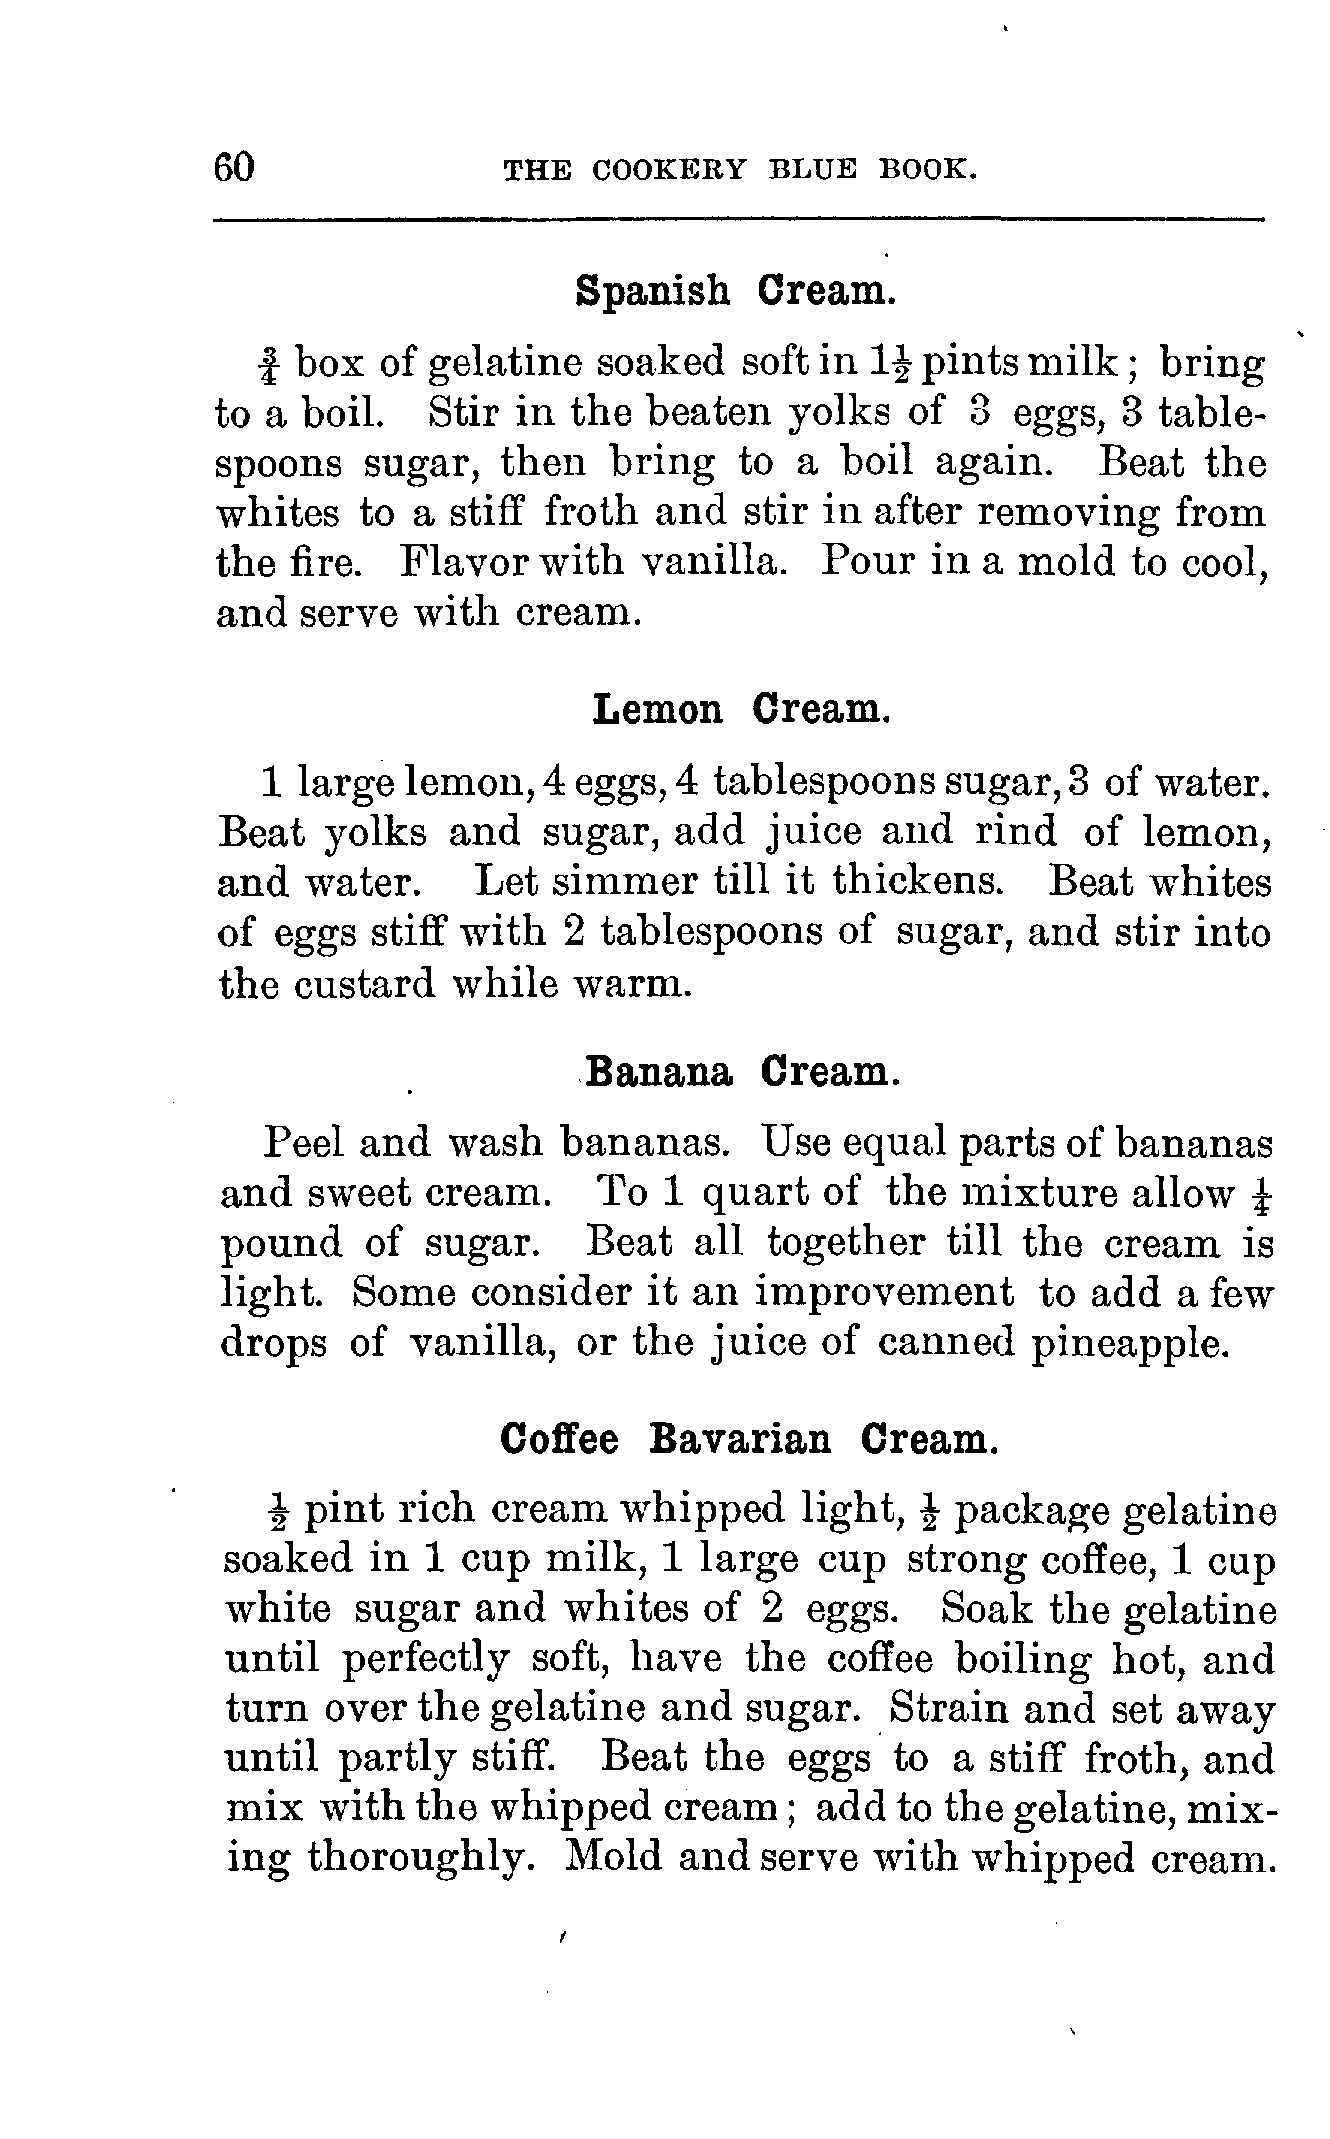 60 THE COOKERY BLUE BOOK.
Spanish Cream.
¾ box of gelatine soaked soft in 1½ pints milk; bring
to a boil. Stir in the beaten yolks of 3 eggs, 3 table-
spoons sugar, then bring to a boil again. Beat the
whites to a stiff froth and stir in after removing from
the fire. Flavor with vanilla. Pour in a mold to cool,
and serve with cream.
Lemon Cream.
1 large lemon, 4 eggs, 4 tablespoons sugar, 3 of water.
Beat yolks and sugar, add juice and rind of lemon,
and water. Let simmer till it thickens. Beat whites
of eggs stiff with 2 tablespoons of sugar, and stir into
the custard while warm.
Banana Cream.
Peel and wash bananas. Use equal parts of bananas
and sweet cream. To 1 quart of the mixture allow ¼
pound of sugar. Beat all together till the cream is
light. Some consider it an improvement to add a few
drops of vanilla, or the juice of canned pineapple.
Coffee Bavarian Cream.
½ pint rich cream whipped light, ½ package gelatine
soaked in 1 cup milk, 1 large cup strong coffee, 1 cup
white sugar and whites of 2 eggs. Soak the gelatine
until perfectly soft, have the coffee boiling hot, and
turn over the gelatine and sugar. Strain and set away
until partly stiff. Beat the eggs to a stiff froth, and
mix with the whipped cream; add to the gelatine, mix-
ing thoroughly. Mold and serve with whipped cream.